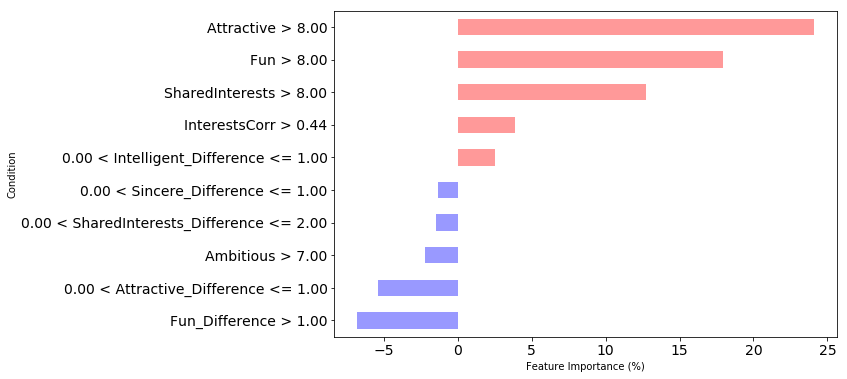 Condition
Attractive > 8.00
Fun > 8.00
SharedInterests > 8.00
InterestsCorr > 0.44
0.00 < Intelligent_Difference <= 1.00
0.00 < Sincere_Difference <= 1.00
0.00 < SharedInterests_Difference <= 2.00
Ambitious > 7.00
0.00 < Attractive_Difference <= 1.00
Fun_Difference > 1.00
−5 0 5 10 15 20 25
Feature Importance (%)